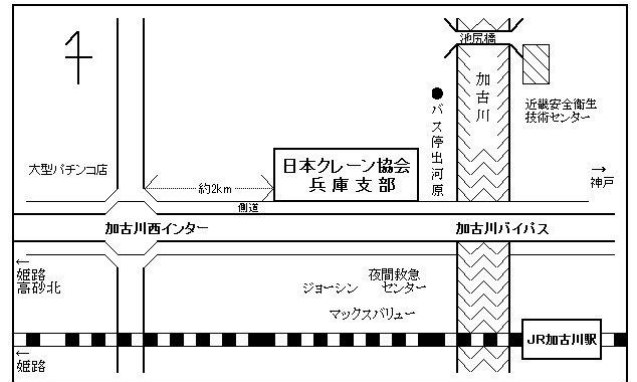 池尻橋
加古川
●バス停出河原
近畿安全衛生
技術センター
大型パチンコ店
約2km
日本クレーン協会
兵庫支部
→
神戸
側道
加古川西インター
加古川バイパス
←
姫路
高砂北
夜間救急
センター
ジョーシン
マックスバリュー
JR加古川駅
←
姫路